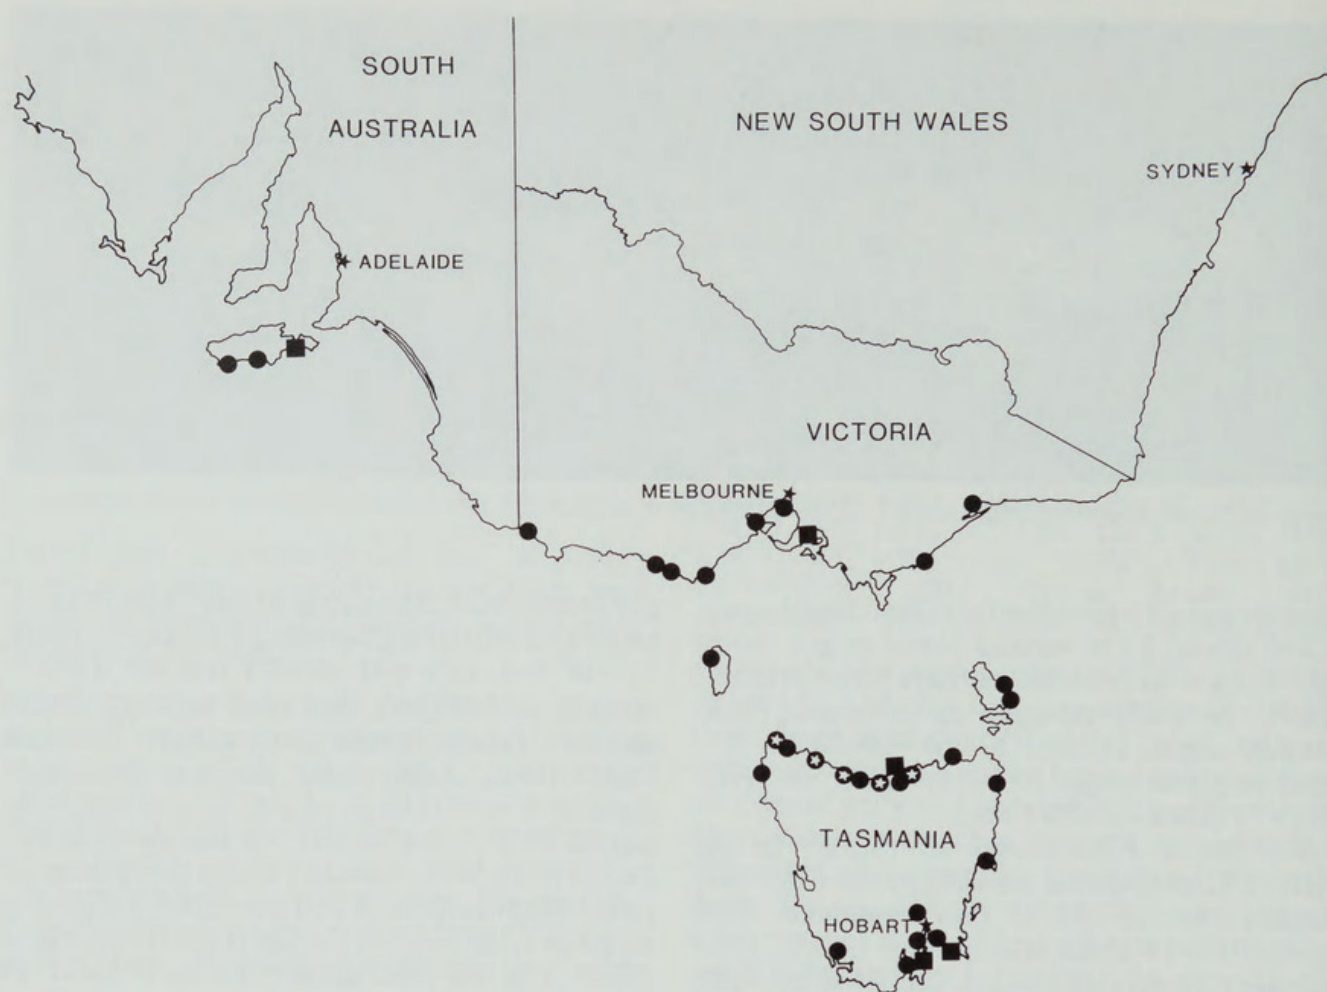 SOUTH
AUSTRALIA
NEW SOUTH WALES
SYDNEY
ADELAIDE
VICTORIA
MELBOURNE
TASMANIA
HOBART